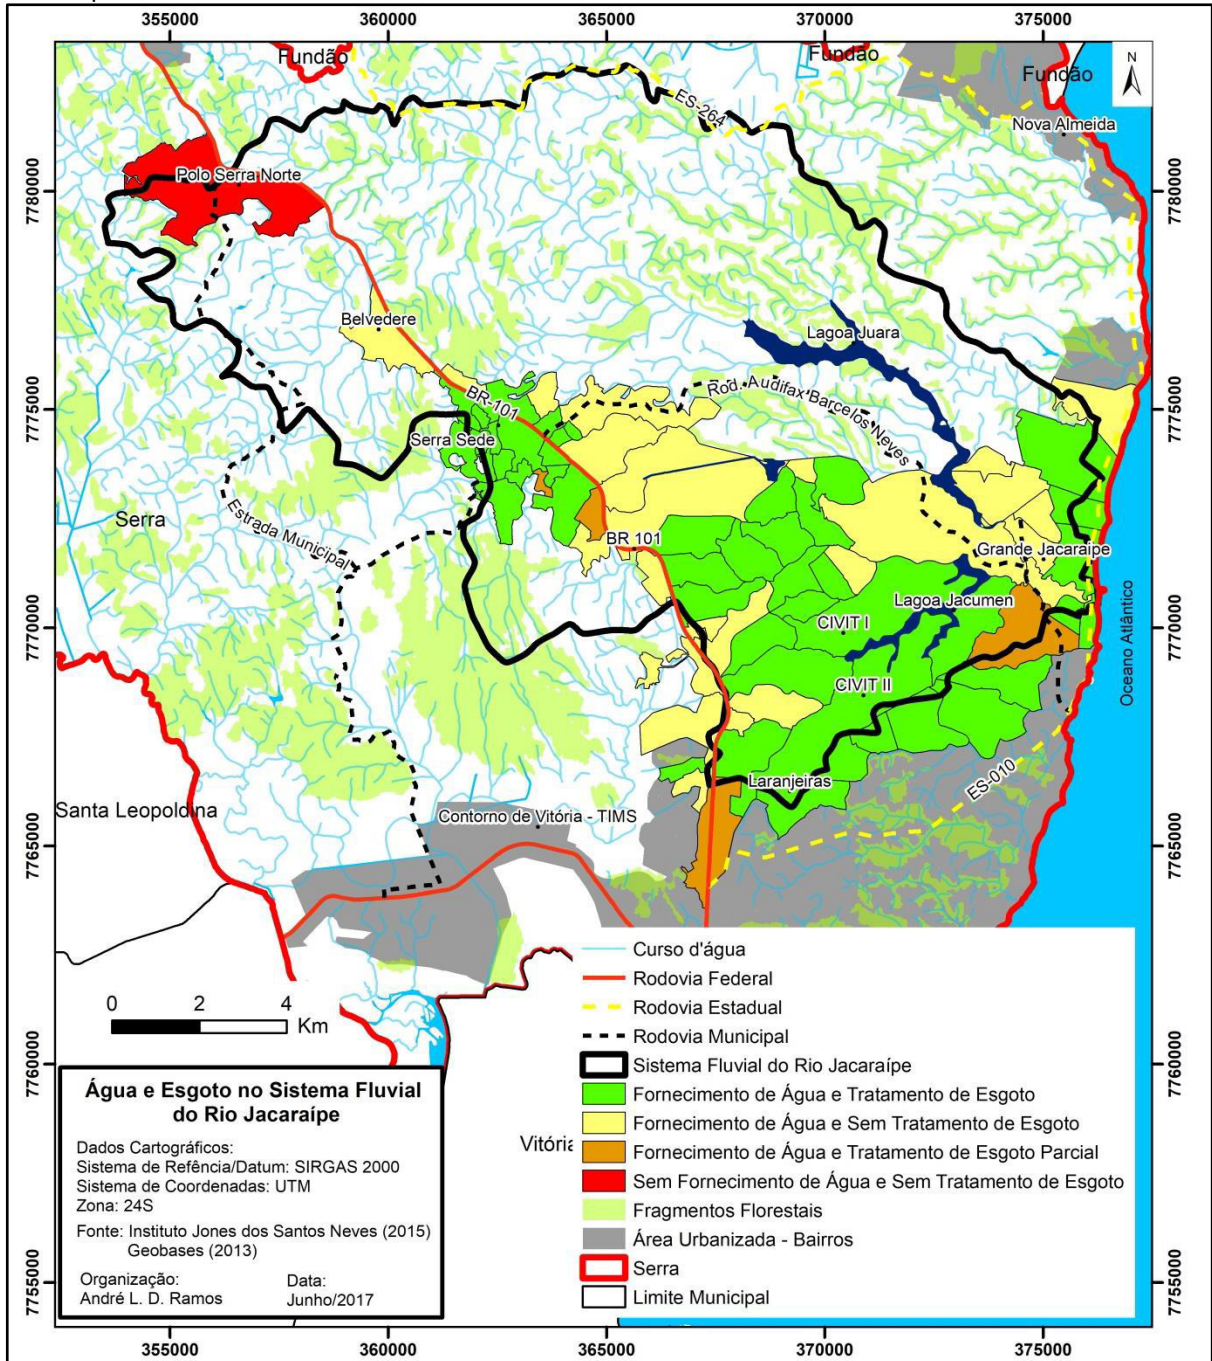 355000 360000 365000 370000 375000
Fundão
Fundão
Fundão
N
ES-264
Nova Almeida
7780000
Polo Serra Norte
7780000
Lagoa Juara
Belvedere
7775000
BR-101
Rod. Audifax Barcelos Neves
7775000
Serra Sede
Serra
Estrada Municipal
BR 101
Grande Jacaraípe
Lagoa Jacumen
Oceano Atlântico
7770000
CIVIT I
7770000
CIVIT II
Laranjeiras
ES-010
Santa Leopoldina
Contorno de Vitória - TIMS
7765000
7765000
Curso d'água
Rodovia Federal
Rodovia Estadual
Rodovia Municipal
Sistema Fluvial do Rio Jacaraípe
Fornecimento de Água e Tratamento de Esgoto
Fornecimento de Água e Sem Tratamento de Esgoto
Fornecimento de Água e Tratamento de Esgoto Parcial
Sem Fornecimento de Água e Sem Tratamento de Esgoto
Fragmentos Florestais
Área Urbanizada - Bairros
Serra
Limite Municipal
0 2 4
Km
7760000
7760000
Vitória
Água e Esgoto no Sistema Fluvial
do Rio Jacaraípe
Dados Cartográficos:
Sistema de Refência/Datum: SIRGAS 2000
Sistema de Coordenadas: UTM
Zona: 24S
Fonte: Instituto Jones dos Santos Neves (2015)
Geobases (2013)
Organização: Data:
André L. D. Ramos Junho/2017
7755000
7755000
355000 360000 365000 370000 375000